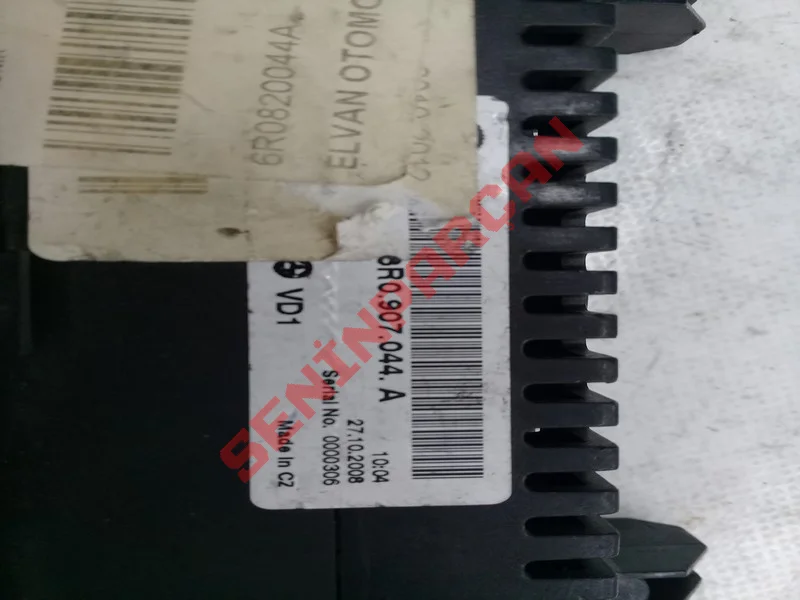 6R0820044A
ELVAN OTOMO
6R0.907.044. A
VD1
10:04
27.10.2008
Serial No. 0000306
Made In CZ
SENİNPARÇAN